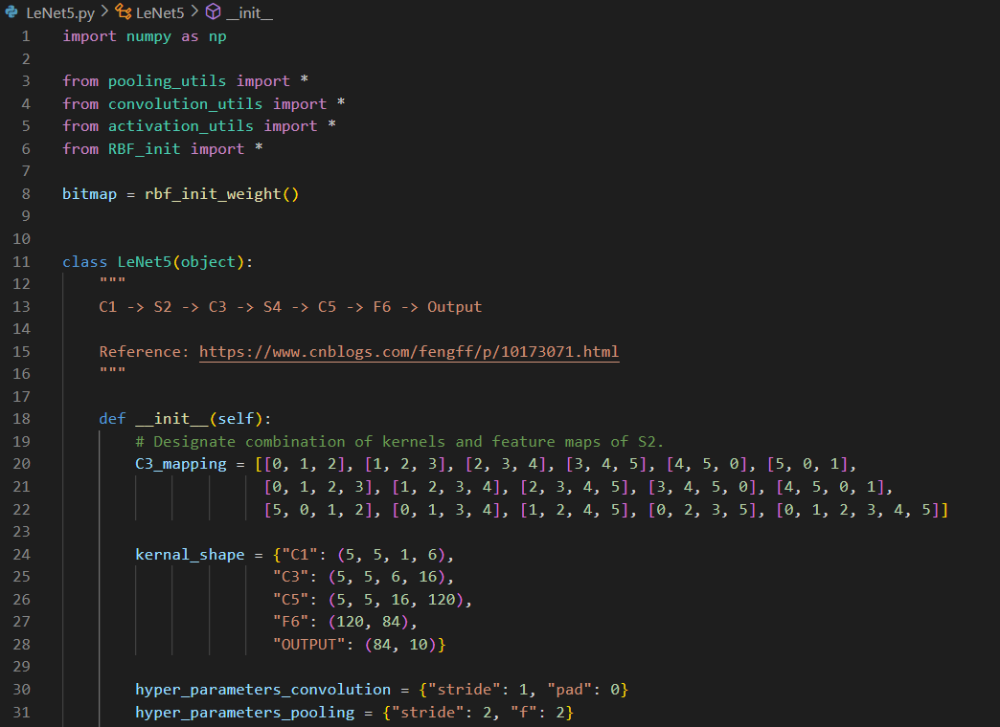 LeNet5.py > LeNet5 > __init__
1 import numpy as np
2
3 from pooling_utils import *
4 from convolution_utils import *
5 from activation_utils import *
6 from RBF_init import *
7
8 bitmap = rbf_init_weight()
9
10
11 class LeNet5(object):
12     """
13     C1 -> S2 -> C3 -> S4 -> C5 -> F6 -> Output
14
15     Reference: https://www.cnblogs.com/fengff/p/10173071.html
16     """
17
18     def __init__(self):
19         # Designate combination of kernels and feature maps of S2.
20         C3_mapping = [[0, 1, 2], [1, 2, 3], [2, 3, 4], [3, 4, 5], [4, 5, 0], [5, 0, 1],
21                       [0, 1, 2, 3], [1, 2, 3, 4], [2, 3, 4, 5], [3, 4, 5, 0], [4, 5, 0, 1],
22                       [5, 0, 1, 2], [0, 1, 3, 4], [1, 2, 4, 5], [0, 2, 3, 5], [0, 1, 2, 3, 4, 5]]
23
24         kernal_shape = {"C1": (5, 5, 1, 6),
25                        "C3": (5, 5, 6, 16),
26                        "C5": (5, 5, 16, 120),
27                        "F6": (120, 84),
28                        "OUTPUT": (84, 10)}
29
30         hyper_parameters_convolution = {"stride": 1, "pad": 0}
31         hyper_parameters_pooling = {"stride": 2, "f": 2}